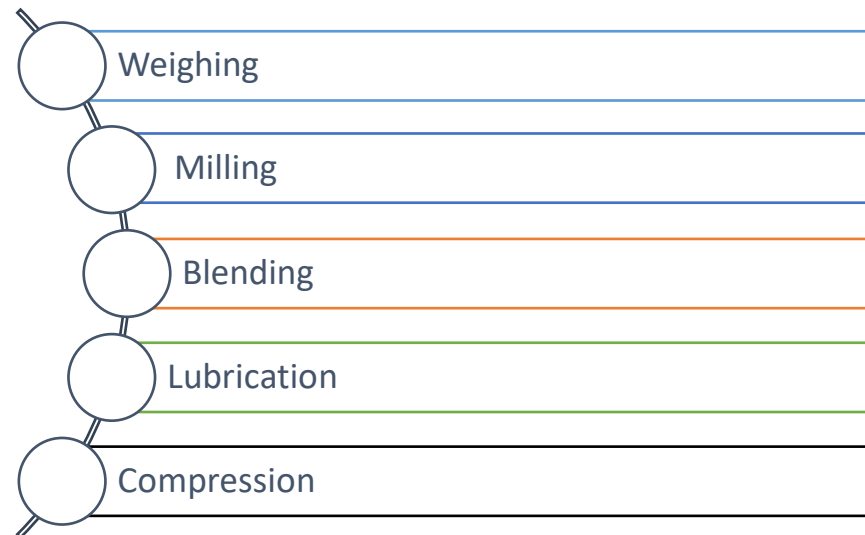 Weighing
Milling
Blending
Lubrication
Compression